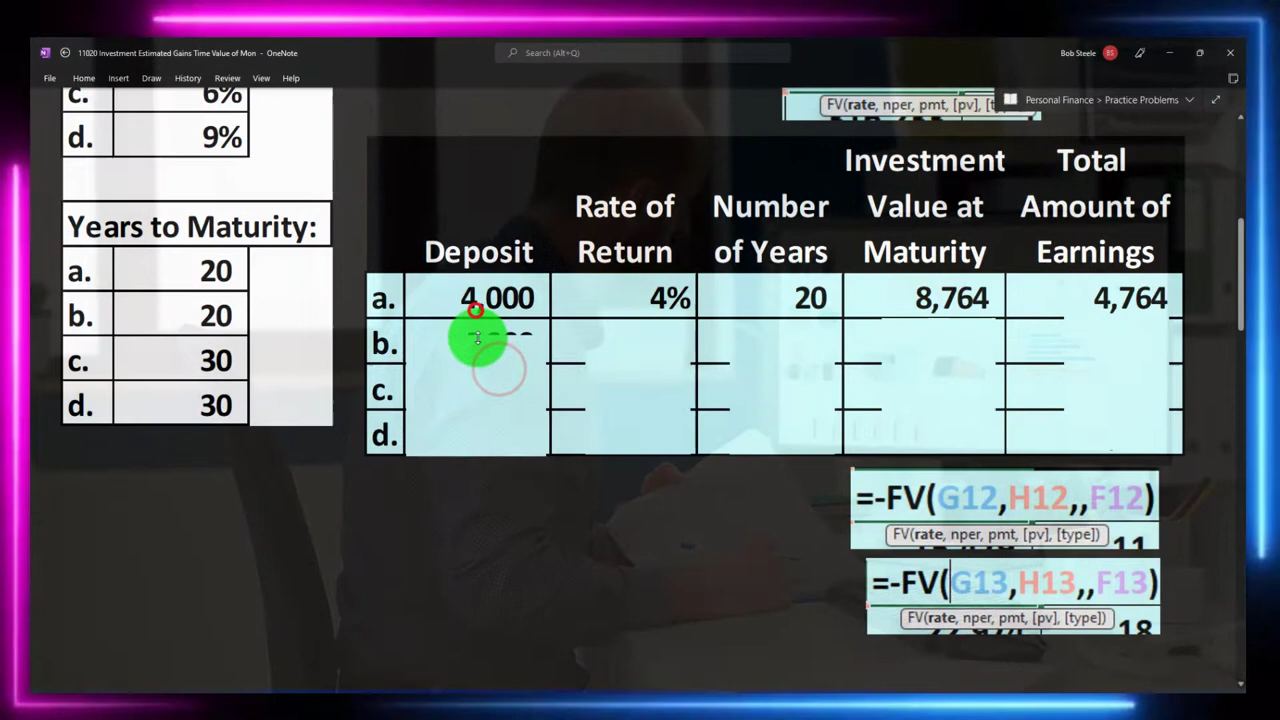 11020 Investment Estimated Gains Time Value of Mon - OneNote
Search (Alt+Q)
Bob Steele
BS
File Home Insert Draw History Review View Help
Personal Finance > Practice Problems
c. 6%
d. 9%
FV(rate, nper, pmt, [pv],
Years to Maturity:
a. 20
b. 20
c. 30
d. 30
Investment Total
Rate of Number Value at Amount of
Deposit Return of Years Maturity Earnings
a. 4,000 4% 20 8,764 4,764
b.
c.
d.
=-FV(G12,H12,,F12)
FV(rate, nper, pmt, [pv], [type])
=-FV(G13,H13,,F13)
FV(rate, nper, pmt, [pv], [type])